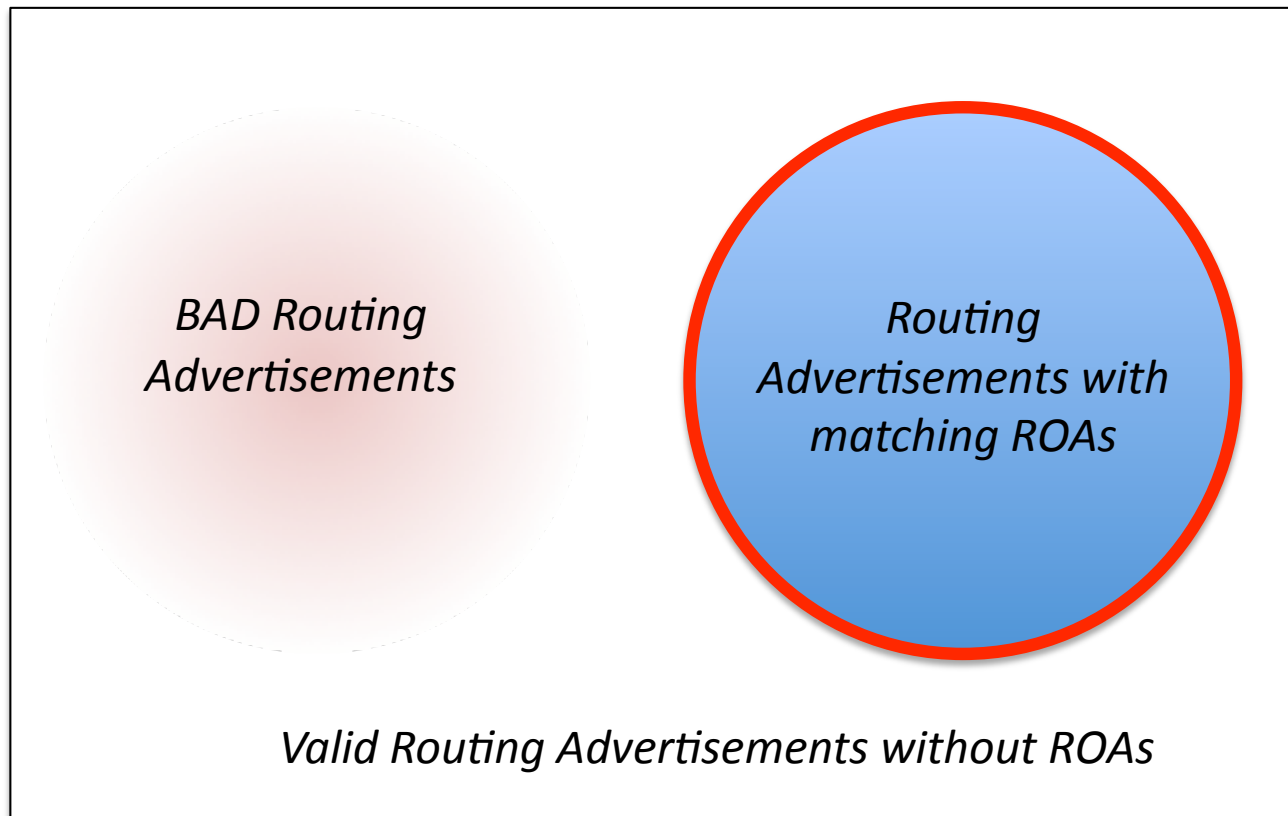 BAD Routing
Advertisements
Routing
Advertisements with
matching ROAs
Valid Routing Advertisements without ROAs